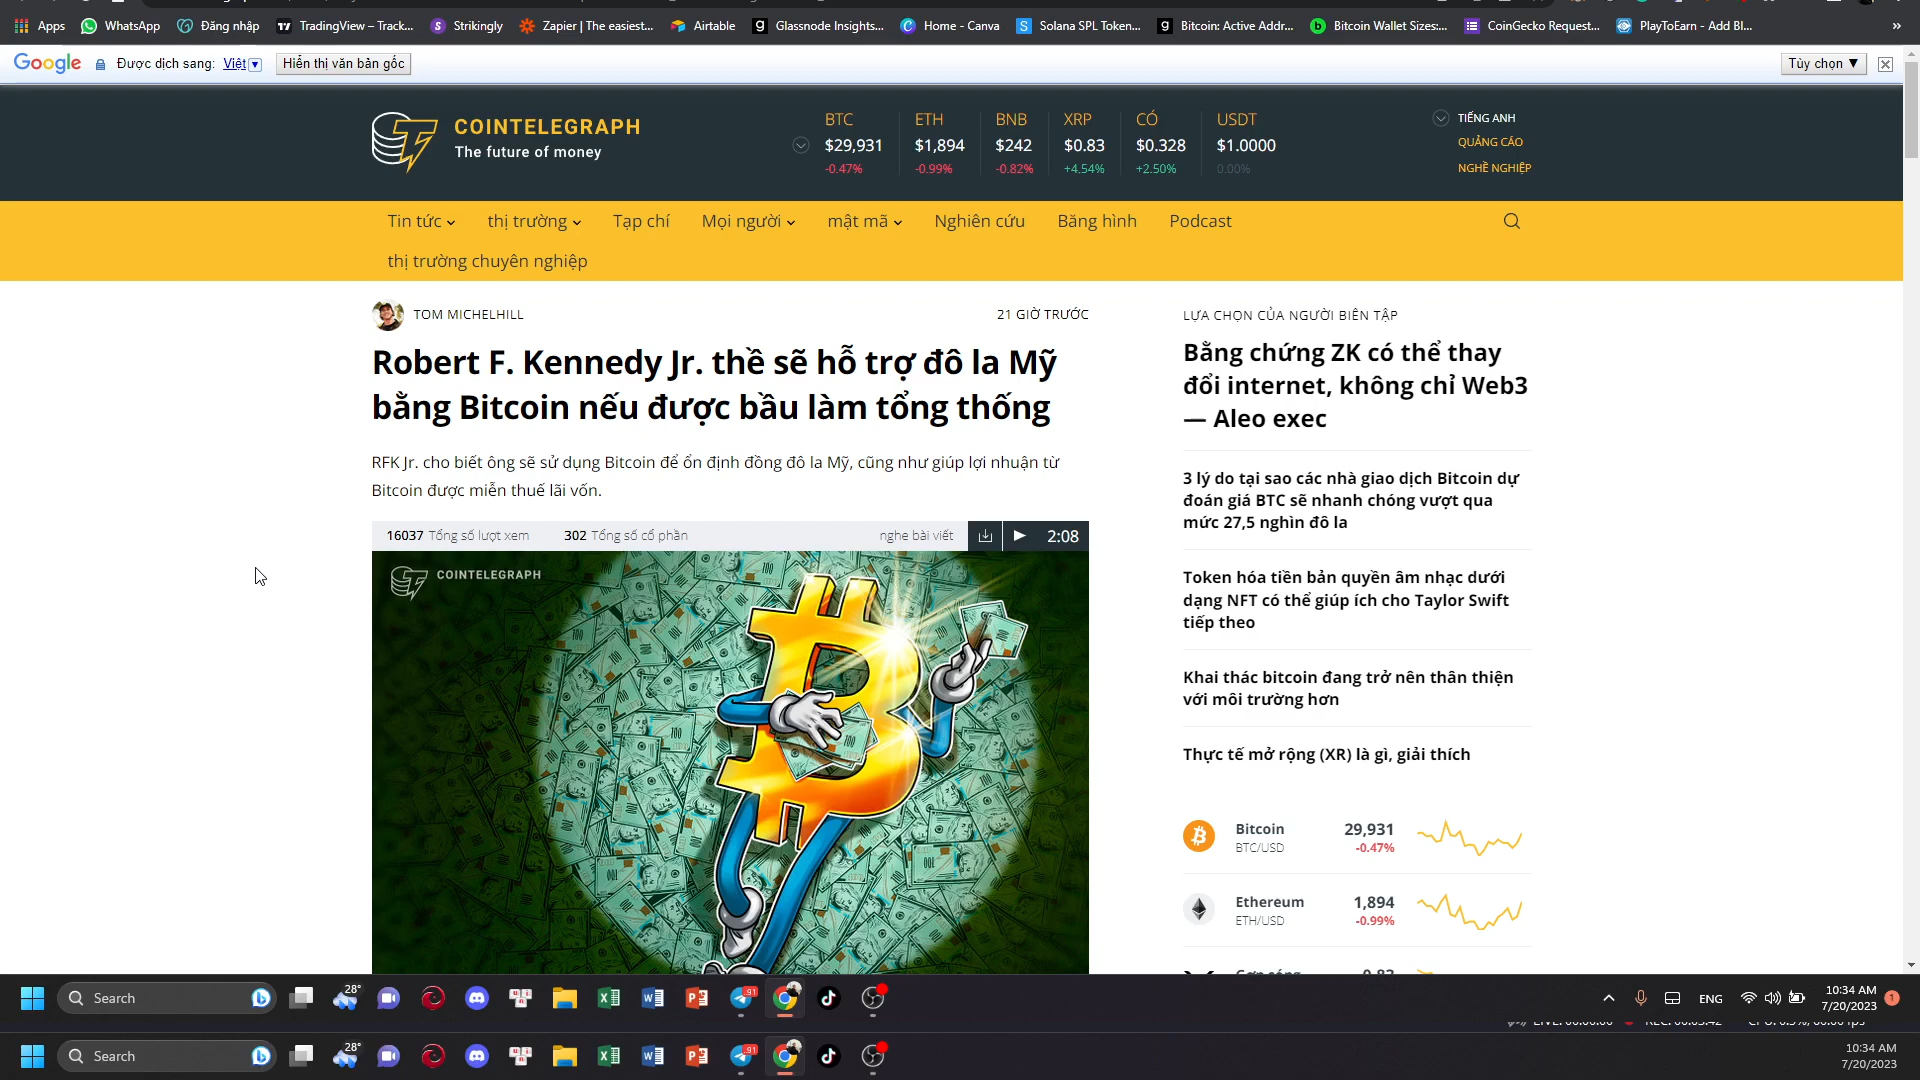 Apps WhatsApp Đăng nhập TradingView – Track... Strikingly Zapier | The easiest... Airtable Glassnode Insights... Home - Canva Solana SPL Token... Bitcoin: Active Addr... Bitcoin Wallet Sizes:... CoinGecko Request... PlayToEarn - Add Bl... »
Google Được dịch sang: Việt Hiển thị văn bản gốc Tùy chọn ▼
COINTELEGRAPH
The future of money
BTC ETH BNB XRP CÓ USDT
$29,931 $1,894 $242 $0.83 $0.328 $1.0000
-0.47% -0.99% -0.82% +4.54% +2.50% 0.00%
TIẾNG ANH
QUẢNG CÁO
NGHỀ NGHIỆP
Tin tức thị trường Tạp chí Mọi người mật mã Nghiên cứu Băng hình Podcast
thị trường chuyên nghiệp
TOM MICHELHILL 21 GIỜ TRƯỚC
Robert F. Kennedy Jr. thề sẽ hỗ trợ đô la Mỹ
bằng Bitcoin nếu được bầu làm tổng thống
RFK Jr. cho biết ông sẽ sử dụng Bitcoin để ổn định đồng đô la Mỹ, cũng như giúp lợi nhuận từ
Bitcoin được miễn thuế lãi vốn.
16037 Tổng số lượt xem 302 Tổng số cổ phần nghe bài viết 2:08
COINTELEGRAPH
LỰA CHỌN CỦA NGƯỜI BIÊN TẬP
Bằng chứng ZK có thể thay
đổi internet, không chỉ Web3
— Aleo exec
3 lý do tại sao các nhà giao dịch Bitcoin dự
đoán giá BTC sẽ nhanh chóng vượt qua
mức 27,5 nghìn đô la
Token hóa tiền bản quyền âm nhạc dưới
dạng NFT có thể giúp ích cho Taylor Swift
tiếp theo
Khai thác bitcoin đang trở nên thân thiện
với môi trường hơn
Thực tế mở rộng (XR) là gì, giải thích
Bitcoin 29,931
BTC/USD -0.47%
Ethereum 1,894
ETH/USD -0.99%
Search 28° 91 ENG 10:34 AM
7/20/2023 1
Search 28° 91 10:34 AM
7/20/2023